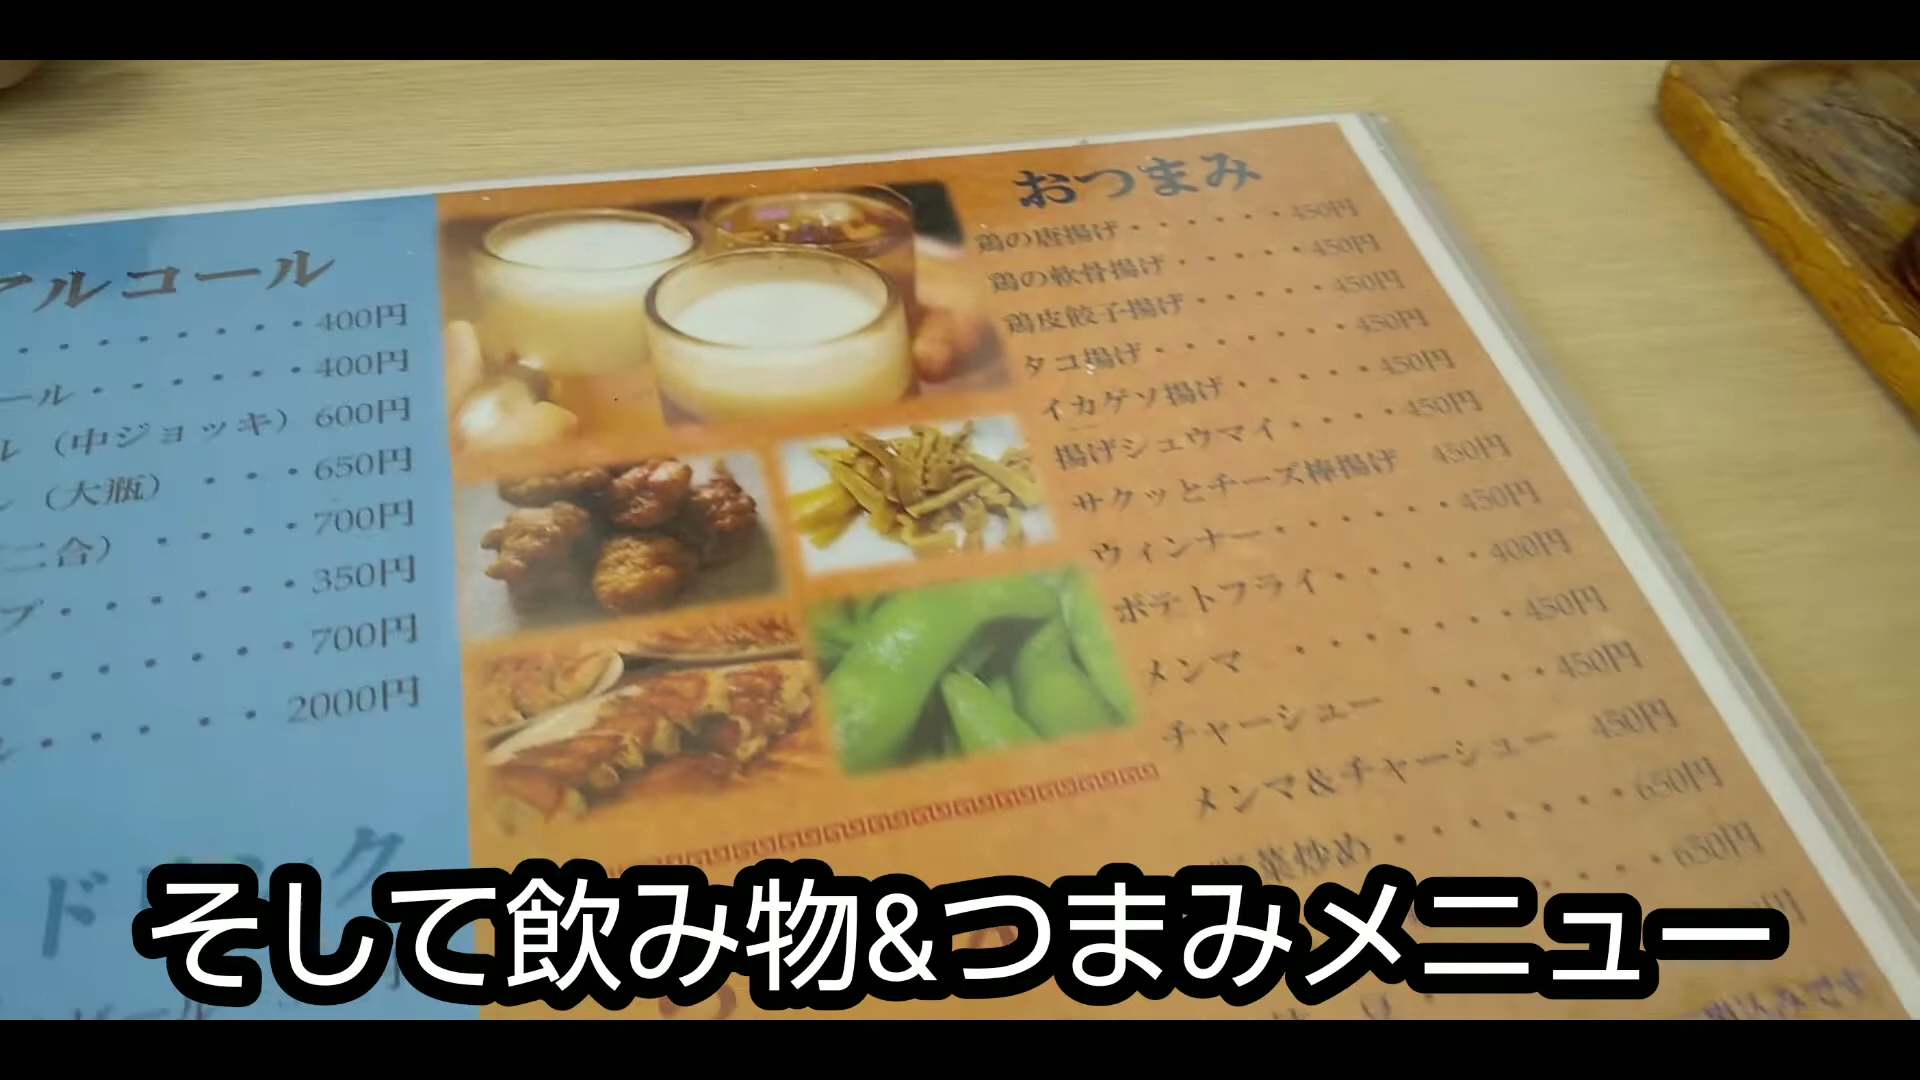 アルコール
・・・・・・・・400円
ール・・・・・・400円
ル（中ジョッキ）600円
（大瓶）・・・650円
二合）・・・・700円
プ・・・・・・350円
・・・・・・・700円
・・・・・・2000円
おつまみ
鶏の唐揚げ・・・・・・450円
鶏の軟骨揚げ・・・・・450円
鶏皮餃子揚げ・・・・・450円
タコ揚げ・・・・・・・450円
イカゲソ揚げ・・・・・450円
揚げシュウマイ・・・・450円
サクッとチーズ棒揚げ 450円
ウィンナー・・・・・・450円
ポテトフライ・・・・・400円
メンマ・・・・・・・450円
チャーシュー・・・・450円
メンマ&チャーシュー 450円
菜炒め・・・・・・650円
・・・・650円
円
ド
ク
そして飲み物&つまみメニュー